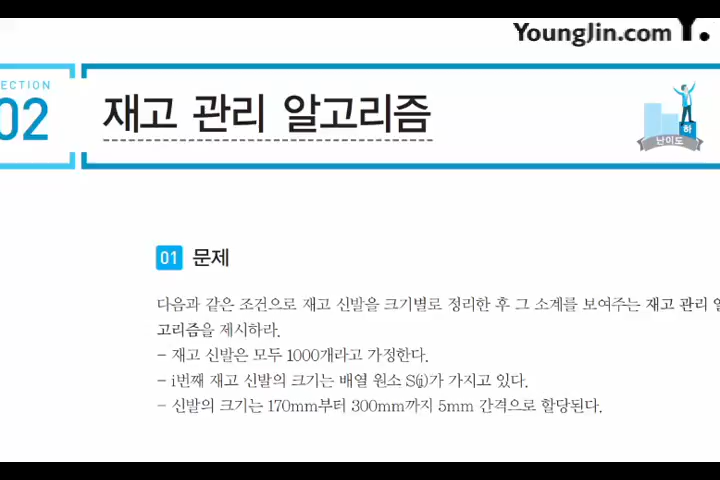 YoungJin.com Y.
ECTION
02
재고 관리 알고리즘
하
난이도
01 문제
다음과 같은 조건으로 재고 신발을 크기별로 정리한 후 그 소계를 보여주는 재고 관리 알
고리즘을 제시하라.
- 재고 신발은 모두 1000개라고 가정한다.
- i번째 재고 신발의 크기는 배열 원소 S(i)가 가지고 있다.
- 신발의 크기는 170mm부터 300mm까지 5mm 간격으로 할당된다.